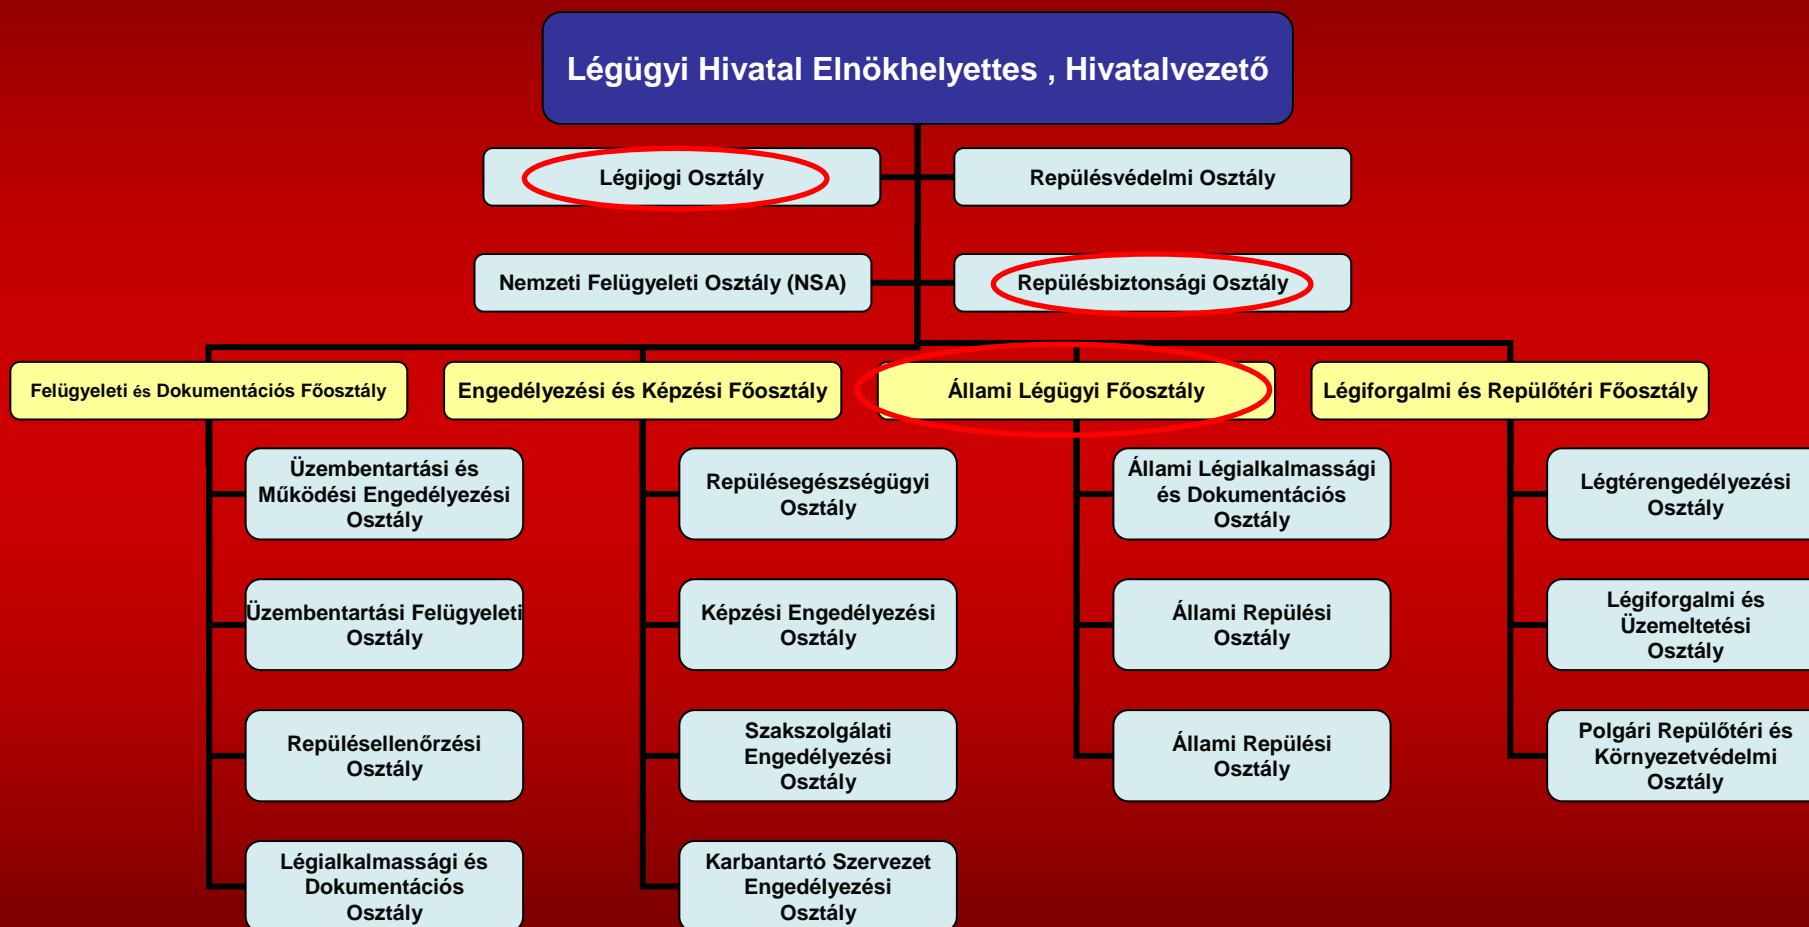 Légügyi Hivatal Elnökhelyettes , Hivatalvezető
Légijogi Osztály
Repülésvédelmi Osztály
Nemzeti Felügyeleti Osztály (NSA)
Repülésbiztonsági Osztály
Felügyeleti és Dokumentációs Főosztály
Engedélyezési és Képzési Főosztály
Állami Légügyi Főosztály
Légiforgalmi és Repülőtéri Főosztály
Üzembentartási és
Működési Engedélyezési
Osztály
Üzembentartási Felügyeleti
Osztály
Repülésellenőrzési
Osztály
Légialkalmassági és
Dokumentációs
Osztály
Repülésegészségügyi
Osztály
Képzési Engedélyezési
Osztály
Szakszolgálati
Engedélyezési
Osztály
Karbantartó Szervezet
Engedélyezési
Osztály
Állami Légialkalmassági
és Dokumentációs
Osztály
Állami Repülési
Osztály
Állami Repülési
Osztály
Légtérengedélyezési
Osztály
Légiforgalmi és
Üzemeltetési
Osztály
Polgári Repülőtéri és
Környezetvédelmi
Osztály